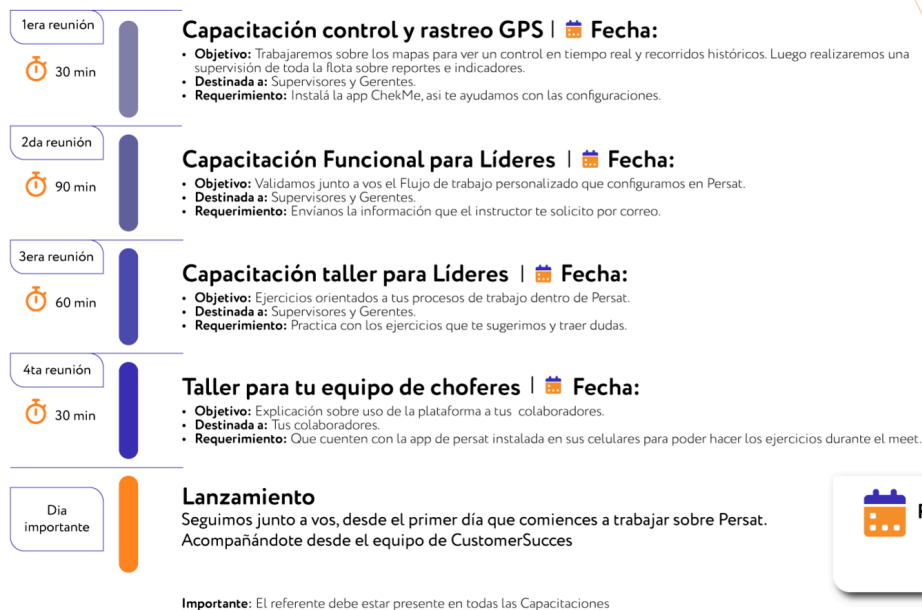 1era reunión
30 min
Capacitación control y rastreo GPS | Fecha:
• Objetivo: Trabajaremos sobre los mapas para ver un control en tiempo real y recorridos históricos. Luego realizaremos una
supervisión de toda la flota sobre reportes e indicadores.
• Destinada a: Supervisores y Gerentes.
• Requerimiento: Instalá la app ChekMe, asi te ayudamos con las configuraciones.
2da reunión
90 min
Capacitación Funcional para Líderes | Fecha:
• Objetivo: Validamos junto a vos el Flujo de trabajo personalizado que configuramos en Persat.
• Destinada a: Supervisores y Gerentes.
• Requerimiento: Envíanos la información que el instructor te solicito por correo.
3era reunión
60 min
Capacitación taller para Líderes | Fecha:
• Objetivo: Ejercicios orientados a tus procesos de trabajo dentro de Persat.
• Destinada a: Supervisores y Gerentes.
• Requerimiento: Practica con los ejercicios que te sugerimos y traer dudas.
4ta reunión
30 min
Taller para tu equipo de choferes | Fecha:
• Objetivo: Explicación sobre uso de la plataforma a tus colaboradores.
• Destinada a: Tus colaboradores.
• Requerimiento: Que cuenten con la app de persat instalada en sus celulares para poder hacer los ejercicios durante el meet.
Dia
importante
Lanzamiento
Seguimos junto a vos, desde el primer día que comiences a trabajar sobre Persat.
Acompañándote desde el equipo de CustomerSucces
Importante: El referente debe estar presente en todas las Capacitaciones